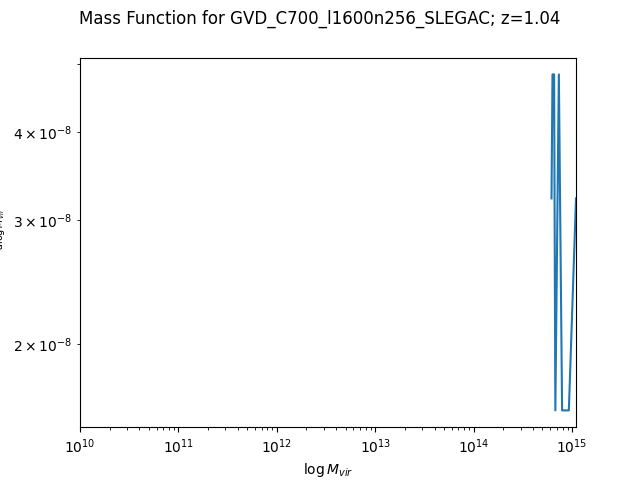 Mass Function for GVD_C700_l1600n256_SLEGAC; z=1.04
4 × 10⁻⁸
3 × 10⁻⁸
2 × 10⁻⁸
10¹⁰ 10¹¹ 10¹² 10¹³ 10¹⁴ 10¹⁵
log M_vir